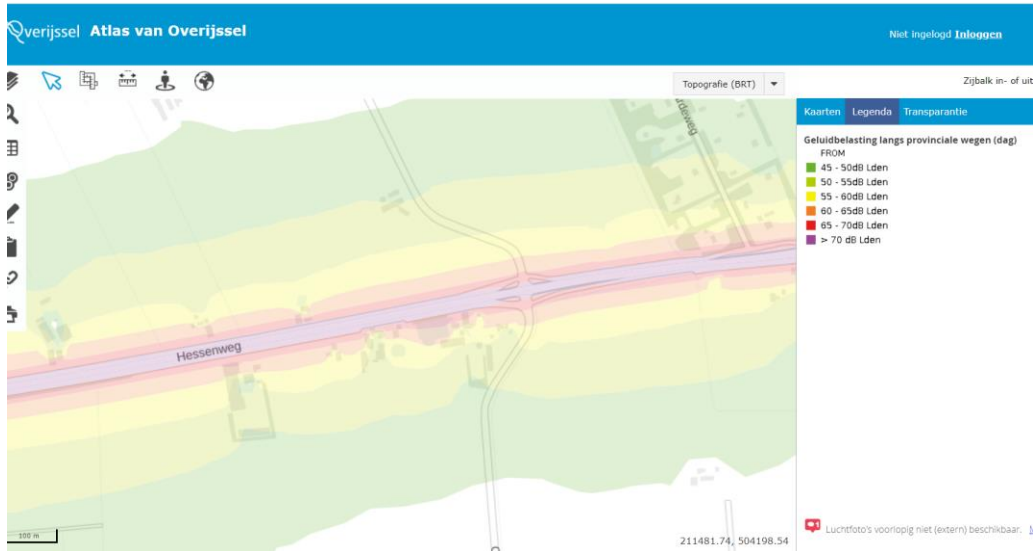 verijssel Atlas van Overijssel
Niet ingelogd Inloggen
Topografie (BRT)
Zijbalk in- of uit
Kaarten Legenda Transparantie
Geluidbelasting langs provinciale wegen (dag)
FROM
45 - 50dB Lden
50 - 55dB Lden
55 - 60dB Lden
60 - 65dB Lden
65 - 70dB Lden
> 70 dB Lden
rdeweg
Hessenweg
100 m
211481.74, 504198.54
Luchtfoto's voorlopig niet (extern) beschikbaar.